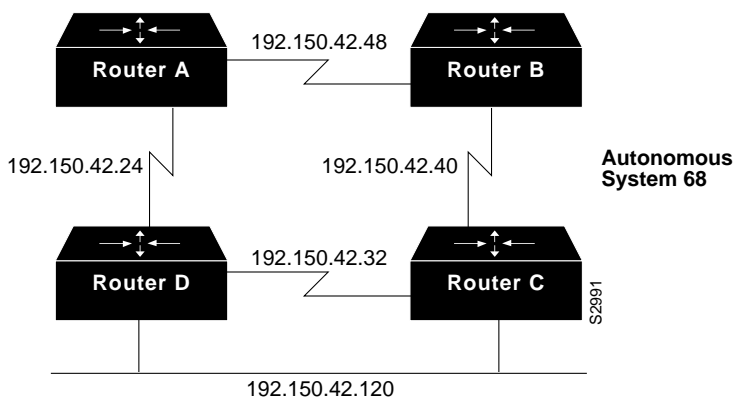 192.150.42.48
Router A
Router B
192.150.42.24
192.150.42.40
Autonomous
System 68
192.150.42.32
Router D
Router C
S2991
192.150.42.120